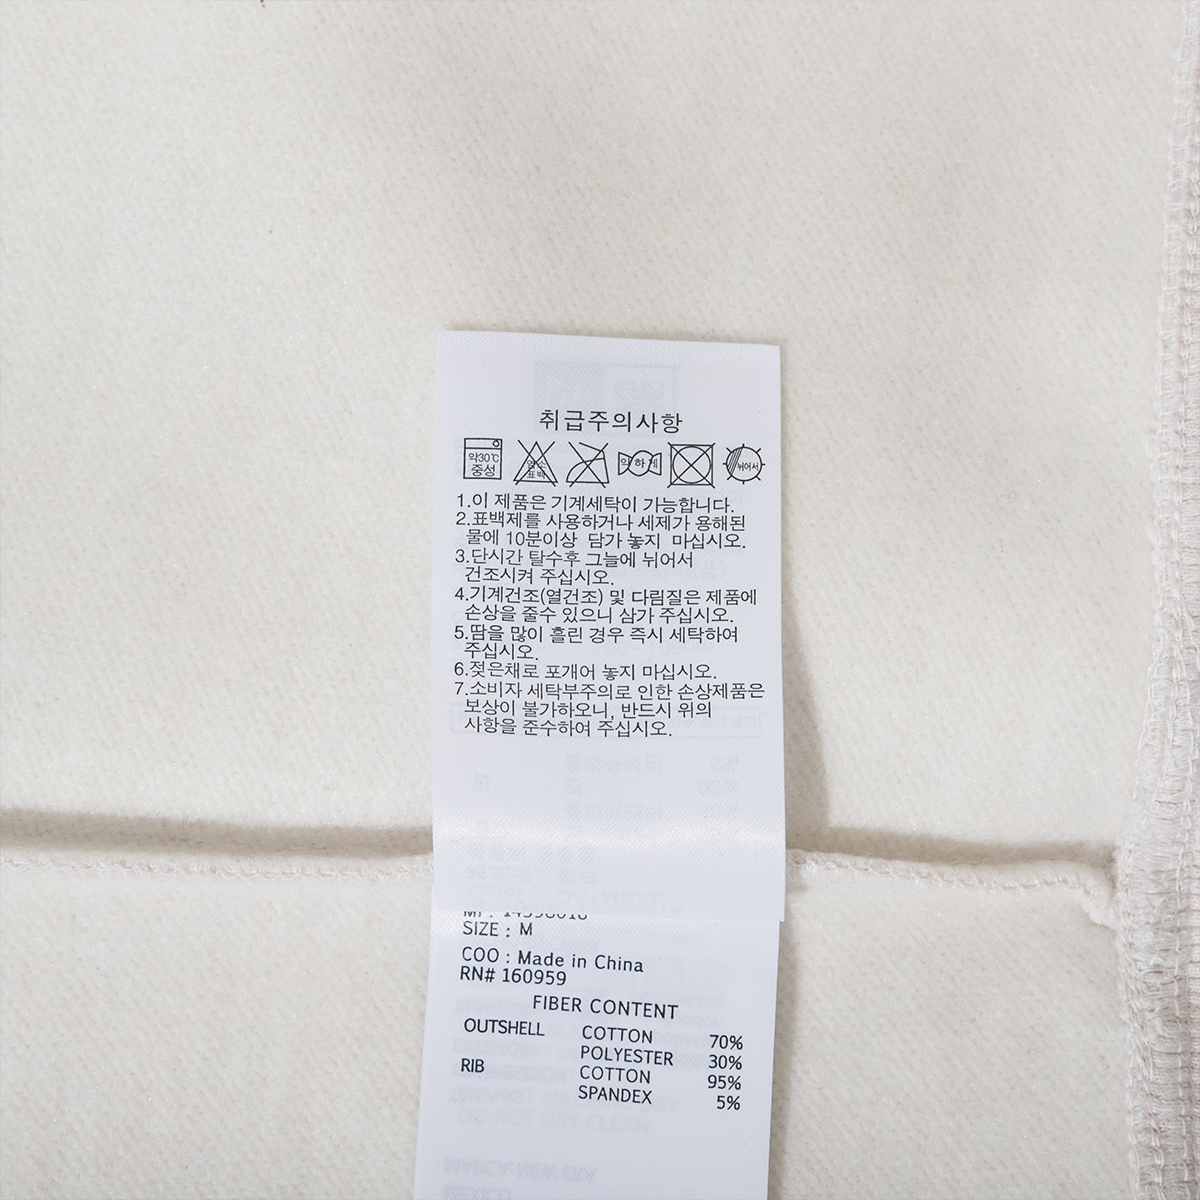 취급주의사항
약30℃ 중성
염소 표백
약하게
뉘어서
1.이 제품은 기계세탁이 가능합니다.
2.표백제를 사용하거나 세제가 용해된
물에 10분이상 담가 놓지 마십시오.
3.단시간 탈수후 그늘에 뉘어서
건조시켜 주십시오.
4.기계건조(열건조) 및 다림질은 제품에
손상을 줄수 있으니 삼가 주십시오.
5.땀을 많이 흘린 경우 즉시 세탁하여
주십시오.
6.젖은채로 포개어 놓지 마십시오.
7.소비자 세탁부주의로 인한 손상제품은
보상이 불가하오니, 반드시 위의
사항을 준수하여 주십시오.
SIZE : M
COO : Made in China
RN# 160959
FIBER CONTENT
OUTSHELL COTTON 70%
POLYESTER 30%
RIB COTTON 95%
SPANDEX 5%